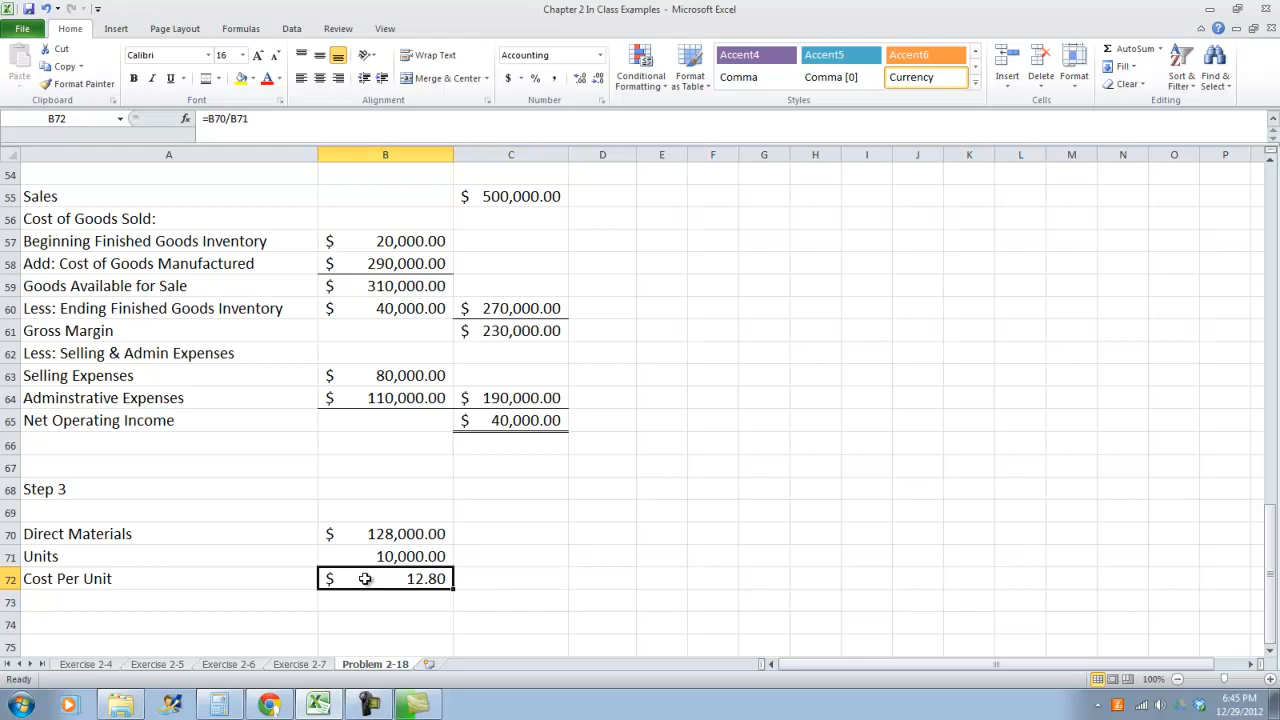 Chapter 2 In Class Examples - Microsoft Excel
File Home Insert Page Layout Formulas Data Review View
Cut Calibri 16 Wrap Text Accounting Accent4 Accent5 Accent6 AutoSum
Paste Copy Format Painter B I U Merge & Center $ % , Conditional Formatting Format as Table Comma Comma [0] Currency Insert Delete Format Fill Clear Sort & Filter Find & Select
Clipboard Font Alignment Number Styles Cells Editing
B72 fx =B70/B71
A B C D E F G H I J K L M N O P
54
55 Sales $ 500,000.00
56 Cost of Goods Sold:
57 Beginning Finished Goods Inventory $ 20,000.00
58 Add: Cost of Goods Manufactured $ 290,000.00
59 Goods Available for Sale $ 310,000.00
60 Less: Ending Finished Goods Inventory $ 40,000.00 $ 270,000.00
61 Gross Margin $ 230,000.00
62 Less: Selling & Admin Expenses
63 Selling Expenses $ 80,000.00
64 Adminstrative Expenses $ 110,000.00 $ 190,000.00
65 Net Operating Income $ 40,000.00
66
67
68 Step 3
69
70 Direct Materials $ 128,000.00
71 Units 10,000.00
72 Cost Per Unit $ 12.80
73
74
75
Exercise 2-4 Exercise 2-5 Exercise 2-6 Exercise 2-7 Problem 2-18
Ready 100%
6:45 PM
12/29/2012